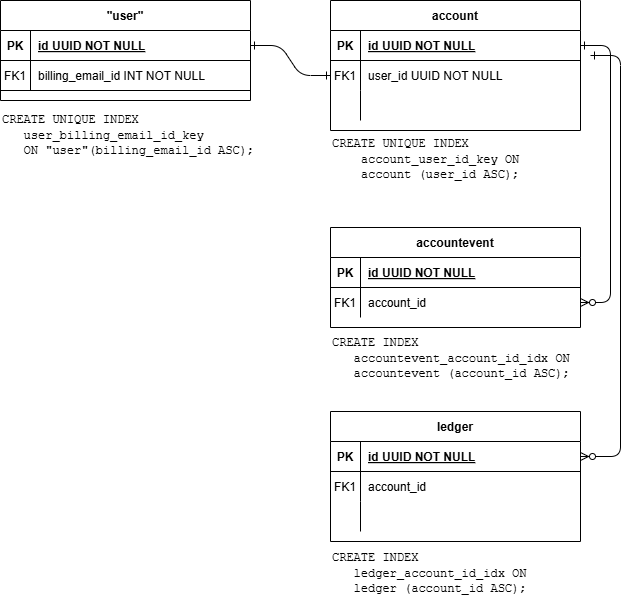 "user"
PK id UUID NOT NULL
FK1 billing_email_id INT NOT NULL
CREATE UNIQUE INDEX
user_billing_email_id_key
ON "user"(billing_email_id ASC);
account
PK id UUID NOT NULL
FK1 user_id UUID NOT NULL
CREATE UNIQUE INDEX
account_user_id_key ON
account (user_id ASC);
accountevent
PK id UUID NOT NULL
FK1 account_id
CREATE INDEX
accountevent_account_id_idx ON
accountevent (account_id ASC);
ledger
PK id UUID NOT NULL
FK1 account_id
CREATE INDEX
ledger_account_id_idx ON
ledger (account_id ASC);